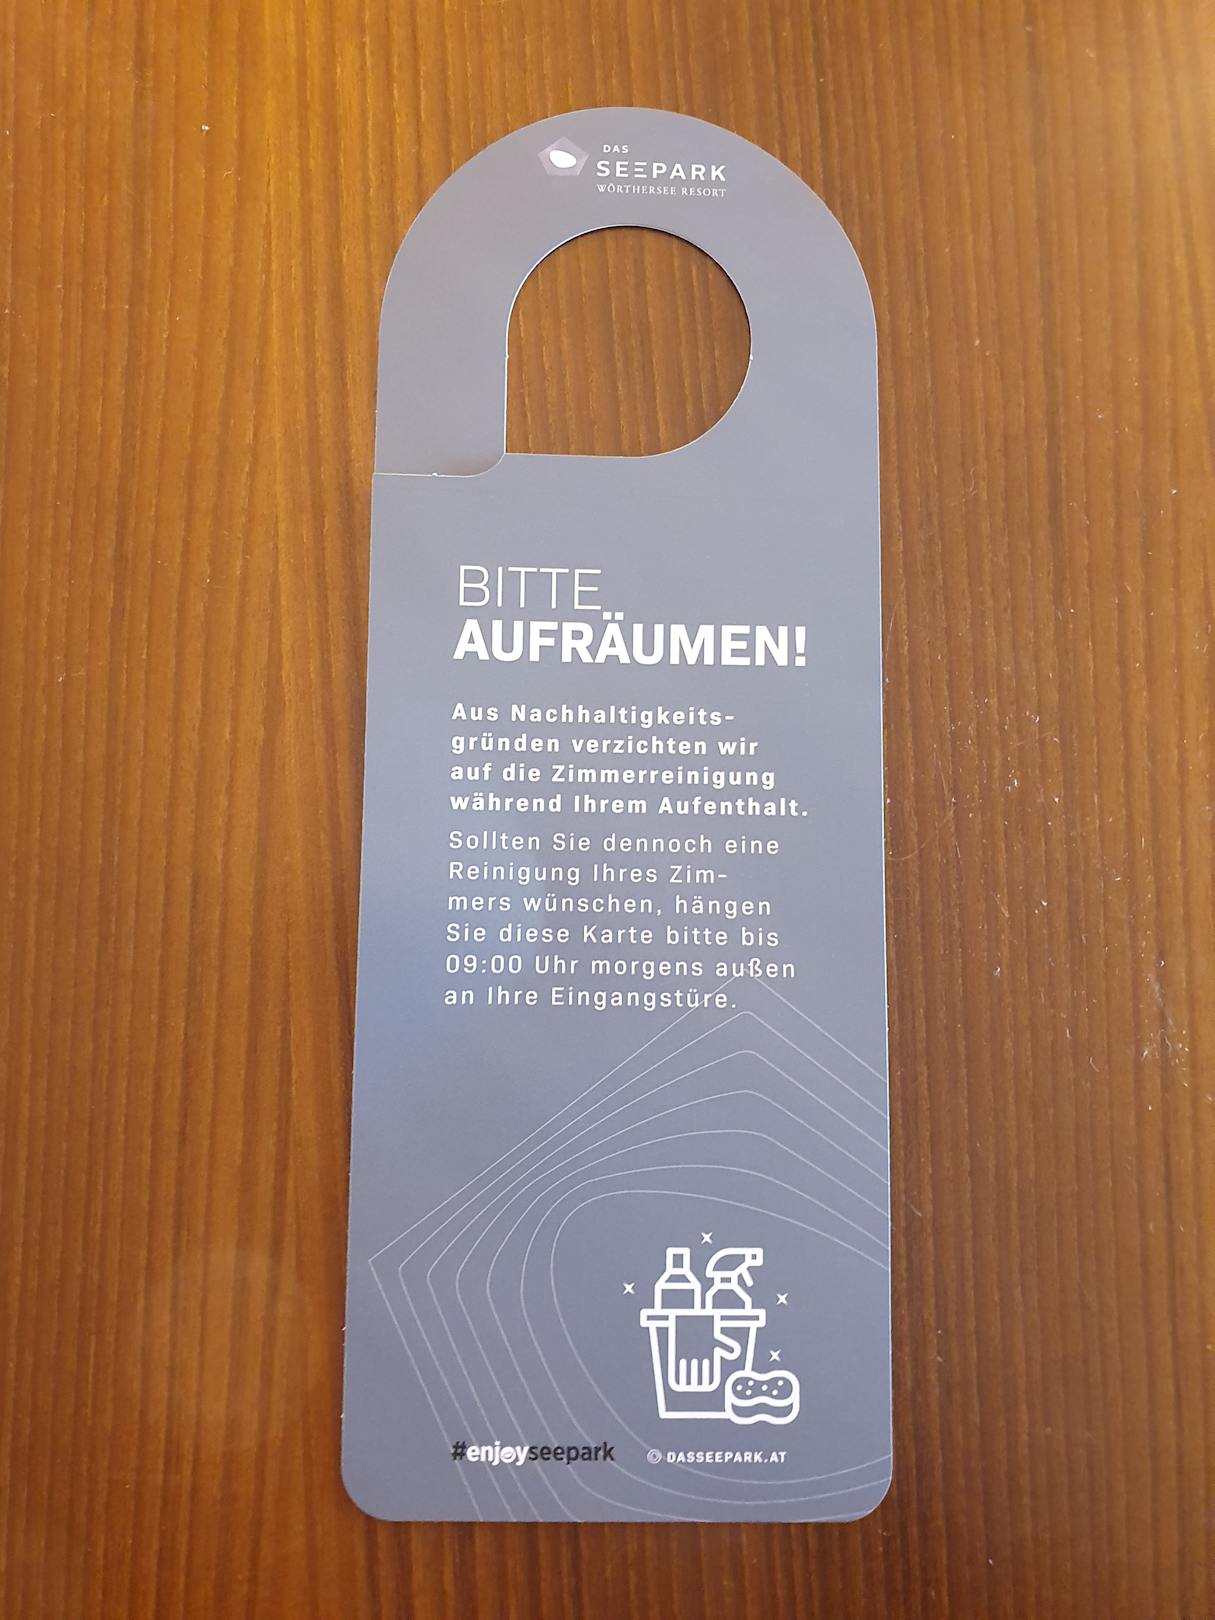 DAS
SEEPARK
WÖRTHERSEE RESORT
BITTE
AUFRÄUMEN!
Aus Nachhaltigkeits-
gründen verzichten wir
auf die Zimmerreinigung
während Ihrem Aufenthalt.
Sollten Sie dennoch eine
Reinigung Ihres Zim-
mers wünschen, hängen
Sie diese Karte bitte bis
09:00 Uhr morgens außen
an Ihre Eingangstüre.
#enjoyseepark
DASSEEPARK.AT